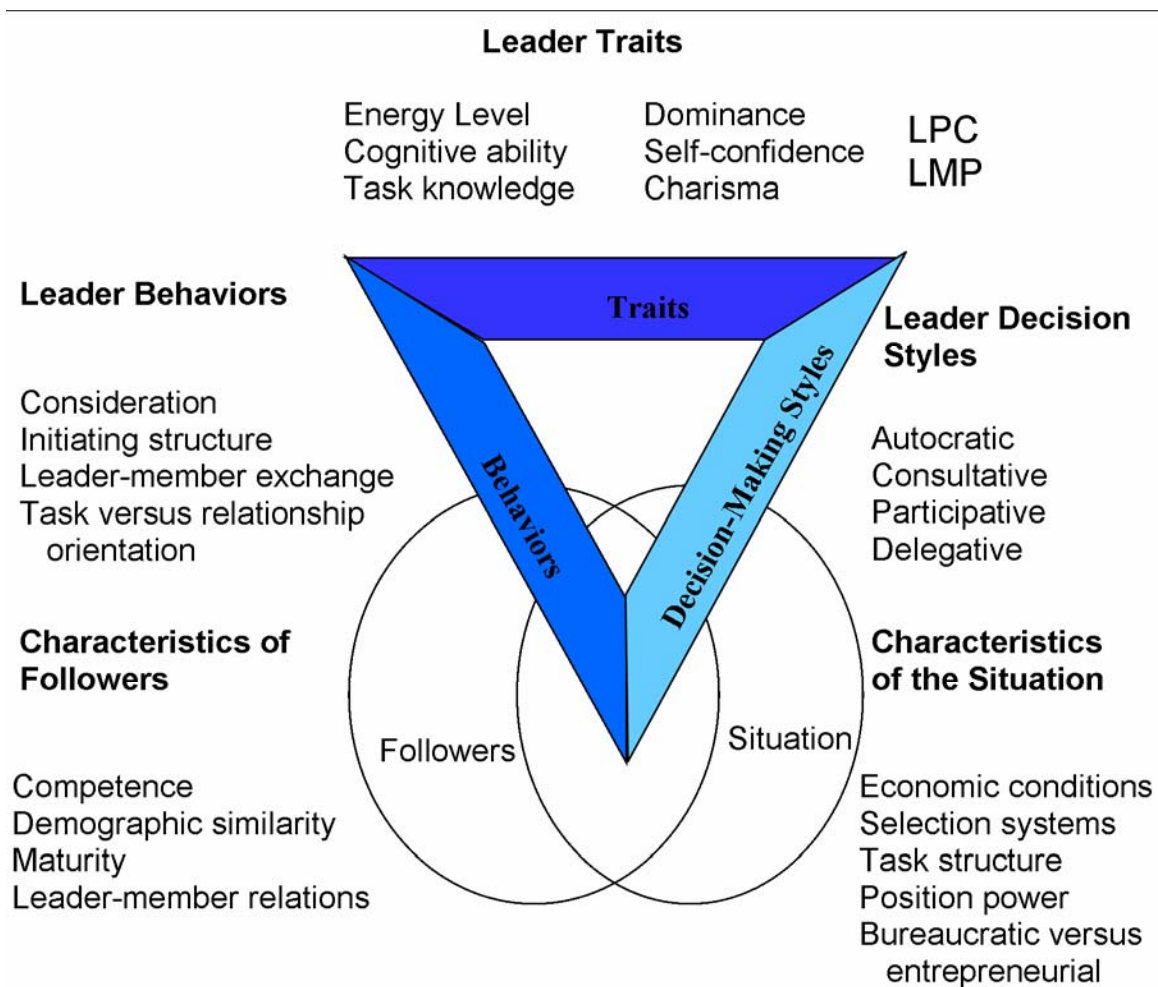 Leader Traits
Energy Level
Cognitive ability
Task knowledge
Dominance
Self-confidence
Charisma
LPC
LMP
Traits
Leader Behaviors
Consideration
Initiating structure
Leader-member exchange
Task versus relationship
orientation
Behaviors
Decision-Making Styles
Leader Decision
Styles
Autocratic
Consultative
Participative
Delegative
Characteristics of
Followers
Competence
Demographic similarity
Maturity
Leader-member relations
Followers
Situation
Characteristics
of the Situation
Economic conditions
Selection systems
Task structure
Position power
Bureaucratic versus
entrepreneurial